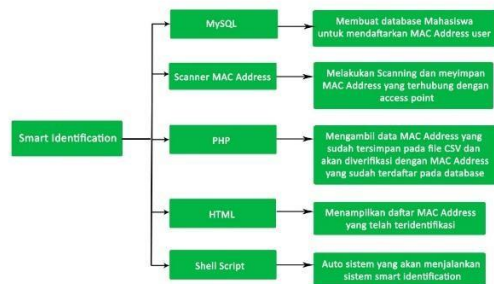 MySQL
Membuat database Mahasiswa
untuk mendaftarkan MAC Address user
Scanner MAC Address
Melakukan Scanning dan meyimpan
MAC Address yang terhubung dengan
access point
Smart Identification
PHP
Mengambil data MAC Address yang
sudah tersimpan pada file CSV dan
akan diverifikasi dengan MAC Address
yang sudah terdaftar pada database
HTML
Menampilkan daftar MAC Address
yang telah teridentifikasi
Shell Script
Auto sistem yang akan menjalankan
sistem smart identification